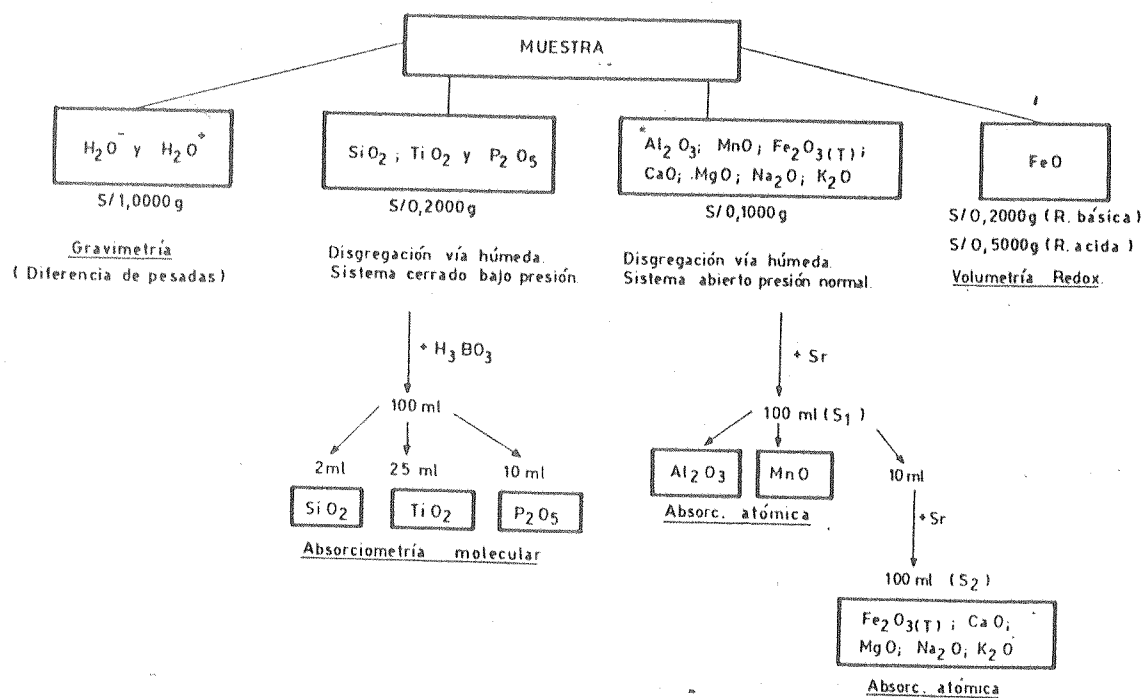 MUESTRA
H2O- y H2O+
S/1,0000g
Gravimetría
( Diferencia de pesadas )
SiO2 ; TiO2 y P2O5
S/0,2000g
Disgregación vía húmeda.
Sistema cerrado bajo presión.
+ H3BO3
100 ml
2ml 25 ml 10 ml
SiO2 TiO2 P2O5
Absorciometría molecular
*Al2O3; MnO; Fe2O3(T);
CaO; MgO; Na2O; K2O
S/0,1000g
Disgregación vía húmeda.
Sistema abierto presión normal.
+ Sr
100 ml (S1)
Al2O3 MnO 10 ml
Absorc. atómica
+Sr
100 ml (S2)
Fe2O3(T) ; CaO;
MgO; Na2O; K2O
Absorc. atómica
FeO
S/0,2000g (R. básica)
S/0,5000g (R. acida)
Volumetría Redox.